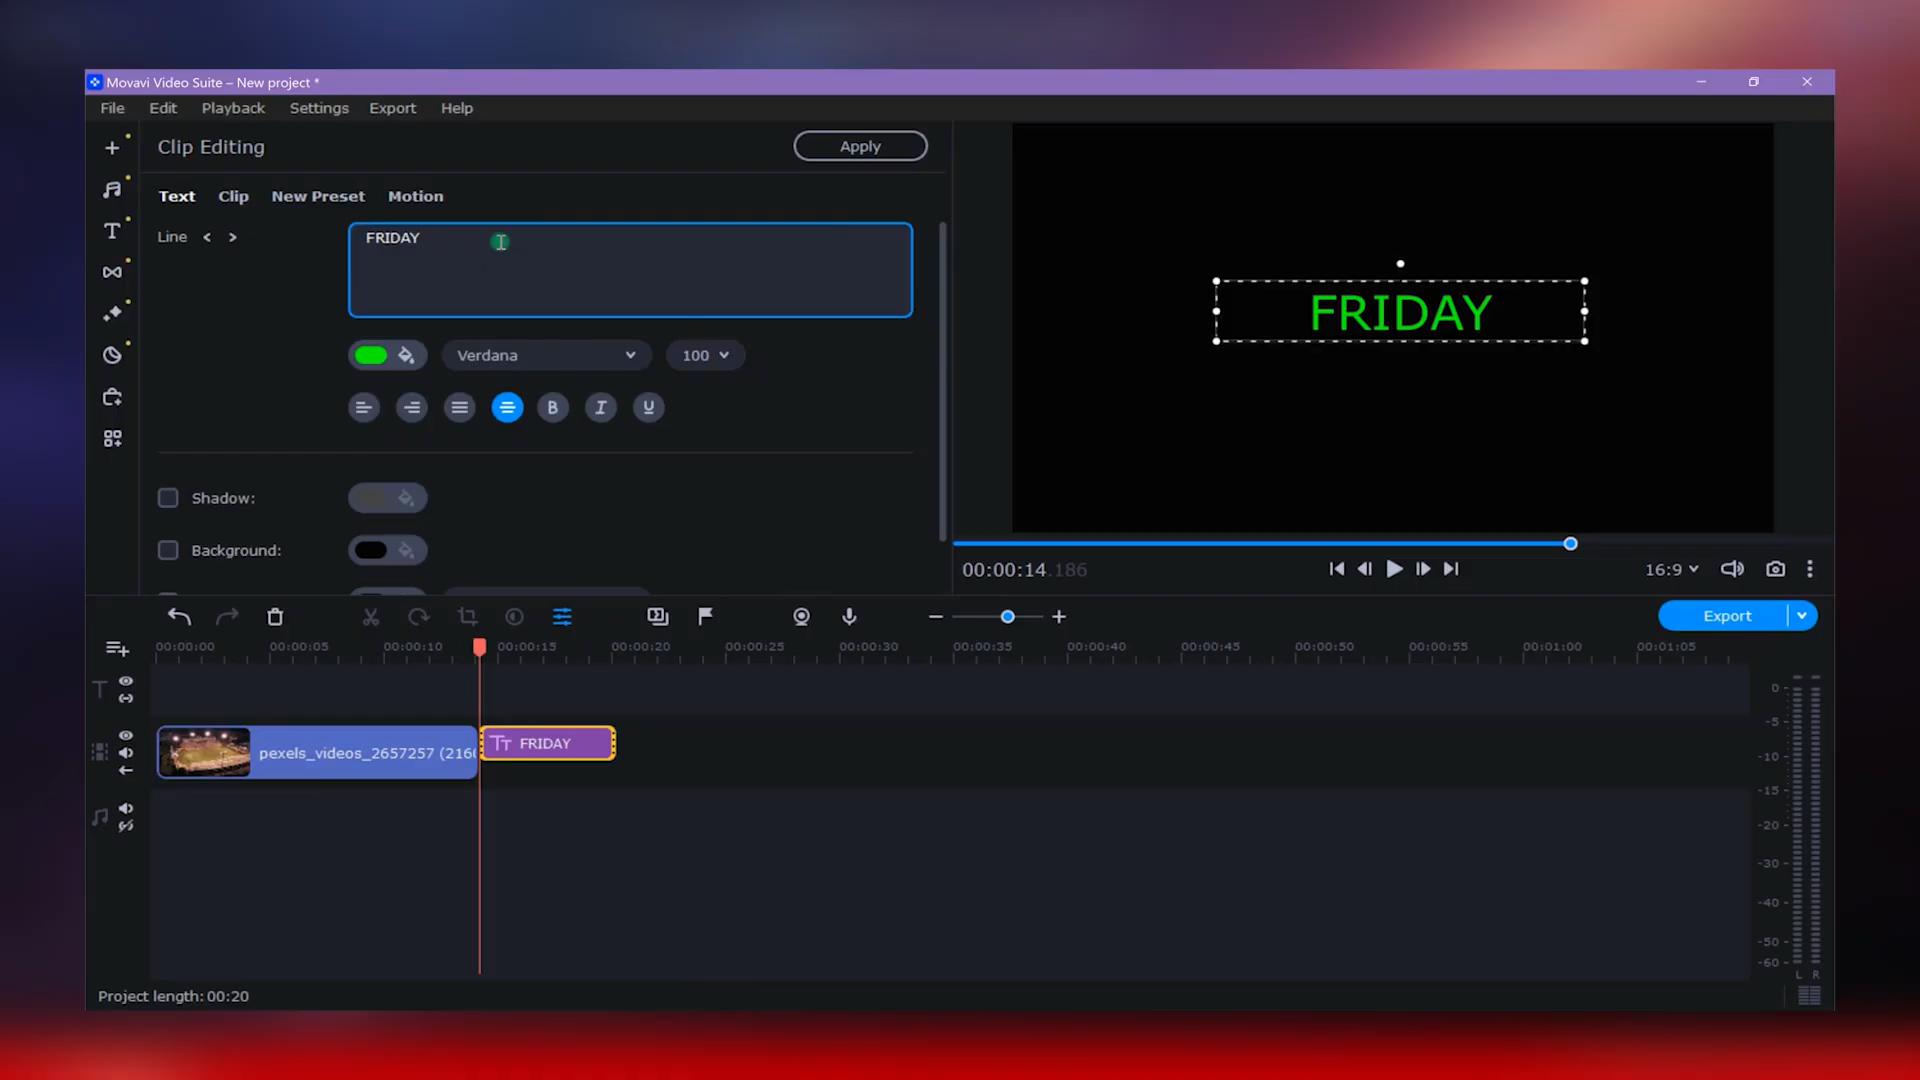 Movavi Video Suite – New project *
File Edit Playback Settings Export Help
Clip Editing
Apply
Text Clip New Preset Motion
Line < >
FRIDAY
FRIDAY
Verdana
100
B I U
Shadow:
Background:
00:00:14.186
16:9
Export
00:00:00 00:00:05 00:00:10 00:00:15 00:00:20 00:00:25 00:00:30 00:00:35 00:00:40 00:00:45 00:00:50 00:00:55 00:01:00 00:01:05
pexels_videos_2657257 (216
FRIDAY
0
-5
-10
-15
-20
-30
-40
-50
-60
L R
Project length: 00:20